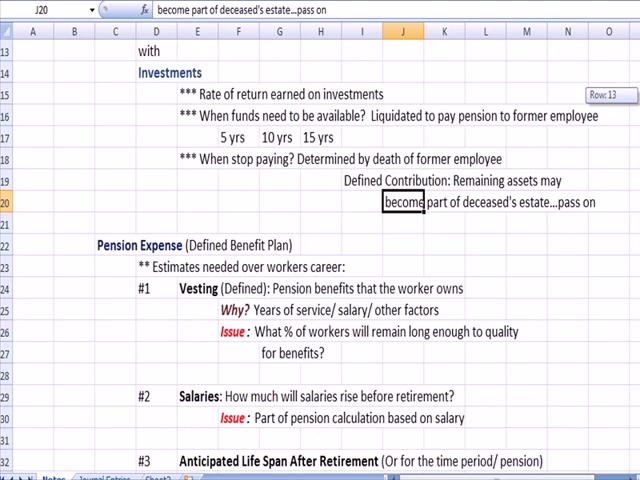 J20 fx become part of deceased's estate...pass on
A B C D E F G H I J K L M N O
13 with
14 Investments
15 *** Rate of return earned on investments
Row: 13
16 *** When funds need to be available? Liquidated to pay pension to former employee
17 5 yrs 10 yrs 15 yrs
18 *** When stop paying? Determined by death of former employee
19 Defined Contribution: Remaining assets may
20 become part of deceased's estate...pass on
21
22 Pension Expense (Defined Benefit Plan)
23 ** Estimates needed over workers career:
24 #1 Vesting (Defined): Pension benefits that the worker owns
25 Why? Years of service/ salary/ other factors
26 Issue : What % of workers will remain long enough to quality
27 for benefits?
28
29 #2 Salaries: How much will salaries rise before retirement?
30 Issue : Part of pension calculation based on salary
31
32 #3 Anticipated Life Span After Retirement (Or for the time period/ pension)
Notes Journal Entries Sheet3